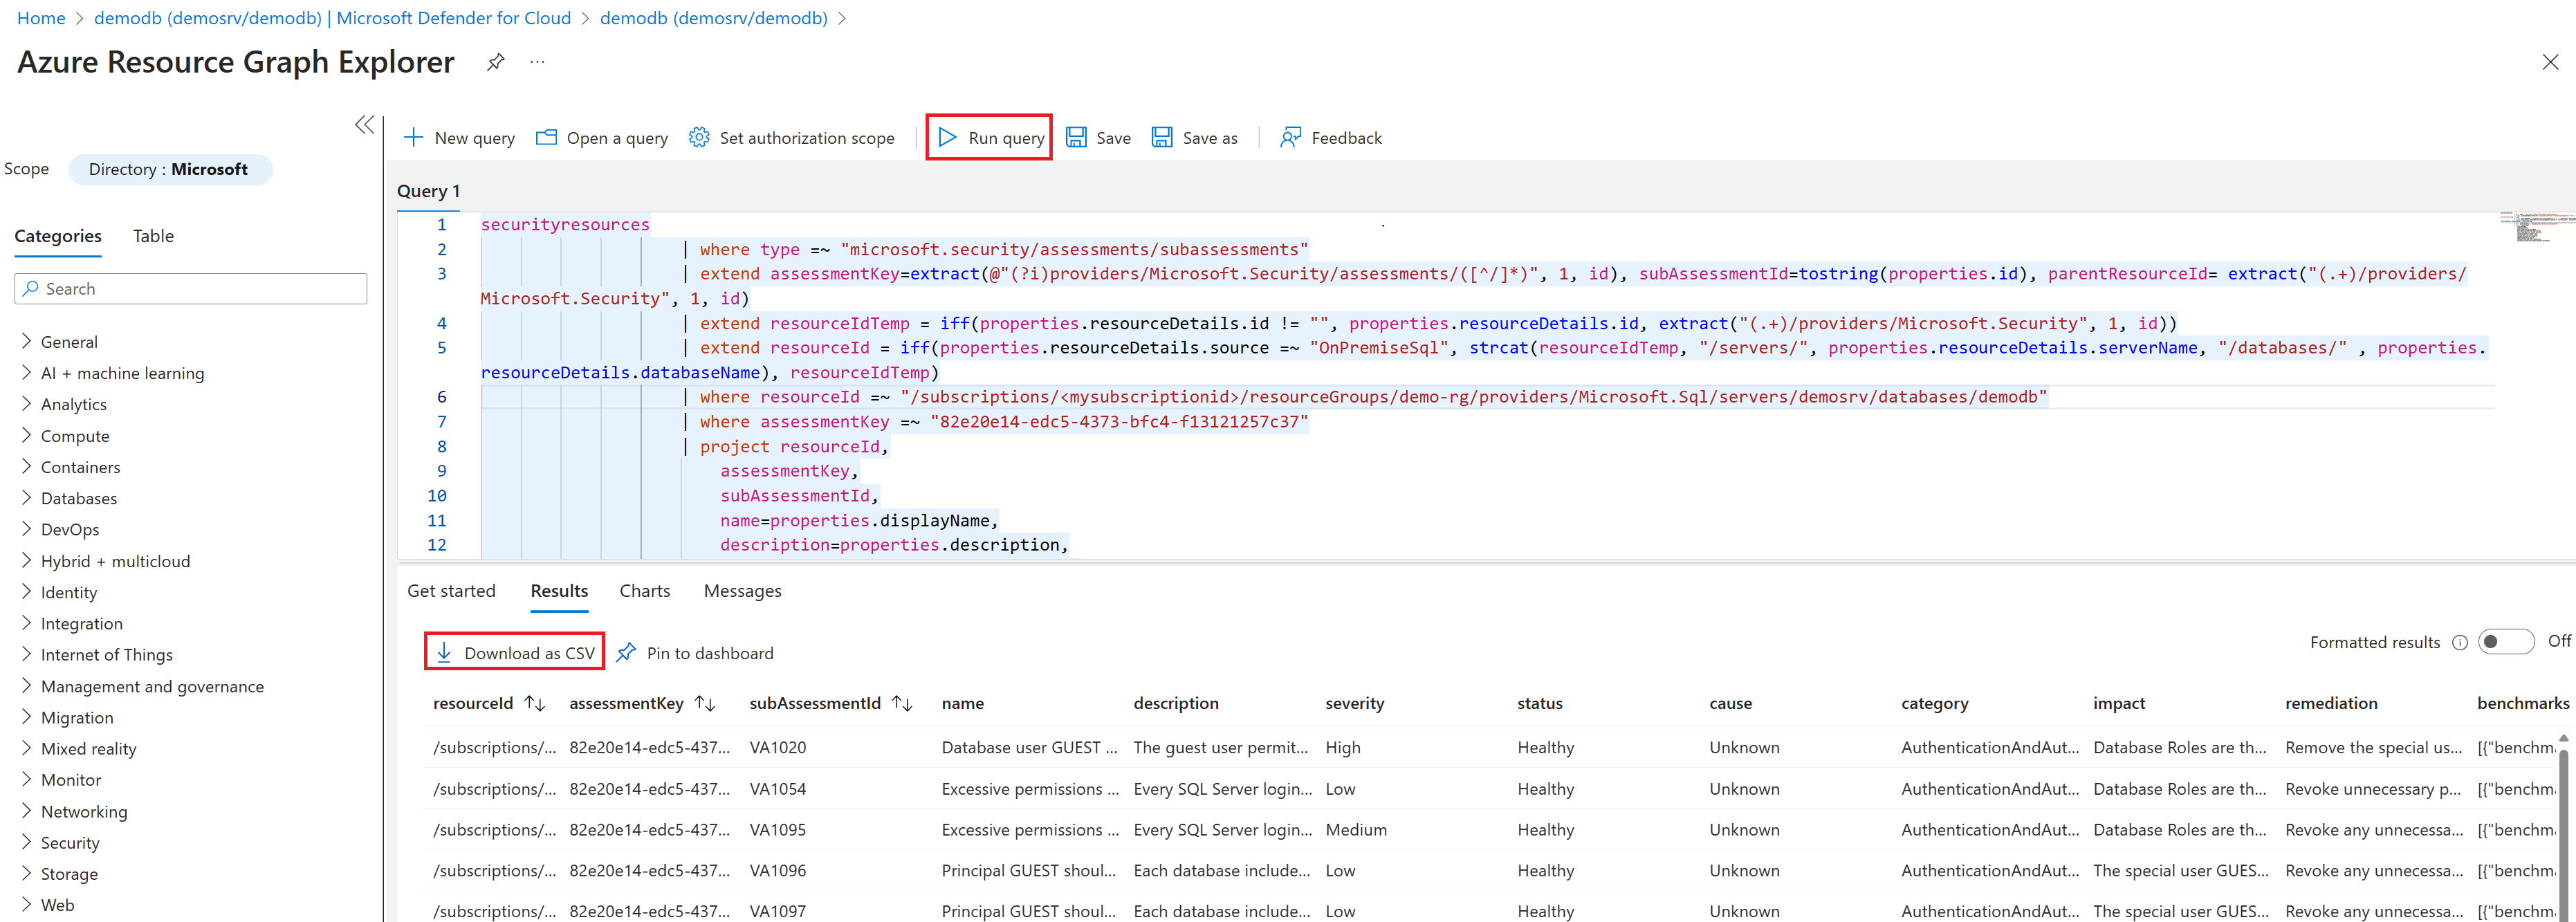 Home > demodb (demosrv/demodb) | Microsoft Defender for Cloud > demodb (demosrv/demodb) >
Azure Resource Graph Explorer ...
New query Open a query Set authorization scope Run query Save Save as Feedback
Scope Directory : Microsoft
Query 1
Categories Table
Search
General
AI + machine learning
Analytics
Compute
Containers
Databases
DevOps
Hybrid + multicloud
Identity
Integration
Internet of Things
Management and governance
Migration
Mixed reality
Monitor
Networking
Security
Storage
Web
1 securityresources
2 | where type =~ "microsoft.security/assessments/subassessments"
3 | extend assessmentKey=extract(@"(?i)providers/Microsoft.Security/assessments/([^/]*)", 1, id), subAssessmentId=tostring(properties.id), parentResourceId= extract("(.+)/providers/
Microsoft.Security", 1, id)
4 | extend resourceIdTemp = iff(properties.resourceDetails.id != "", properties.resourceDetails.id, extract("(.+)/providers/Microsoft.Security", 1, id))
5 | extend resourceId = iff(properties.resourceDetails.source =~ "OnPremiseSql", strcat(resourceIdTemp, "/servers/", properties.resourceDetails.serverName, "/databases/" , properties.
resourceDetails.databaseName), resourceIdTemp)
6 | where resourceId =~ "/subscriptions/<mysubscriptionid>/resourceGroups/demo-rg/providers/Microsoft.Sql/servers/demosrv/databases/demodb"
7 | where assessmentKey =~ "82e20e14-edc5-4373-bfc4-f13121257c37"
8 | project resourceId,
9 assessmentKey,
10 subAssessmentId,
11 name=properties.displayName,
12 description=properties.description,
Get started Results Charts Messages
Download as CSV Pin to dashboard Formatted results Off
resourceId assessmentKey subAssessmentId name description severity status cause category impact remediation benchmarks
/subscriptions/... 82e20e14-edc5-437... VA1020 Database user GUEST ... The guest user permit... High Healthy Unknown AuthenticationAndAut... Database Roles are th... Remove the special us... [{"benchm
/subscriptions/... 82e20e14-edc5-437... VA1054 Excessive permissions ... Every SQL Server login... Low Healthy Unknown AuthenticationAndAut... Database Roles are th... Revoke unnecessary p... [{"benchm
/subscriptions/... 82e20e14-edc5-437... VA1095 Excessive permissions ... Every SQL Server login... Medium Healthy Unknown AuthenticationAndAut... Database Roles are th... Revoke any unnecessa... [{"benchm
/subscriptions/... 82e20e14-edc5-437... VA1096 Principal GUEST shoul... Each database include... Low Healthy Unknown AuthenticationAndAut... The special user GUES... Revoke any unnecessa... [{"benchm
/subscriptions/... 82e20e14-edc5-437... VA1097 Principal GUEST shoul... Each database include... Low Healthy Unknown AuthenticationAndAut... The special user GUES... Revoke any unnecessa... [{"benchm